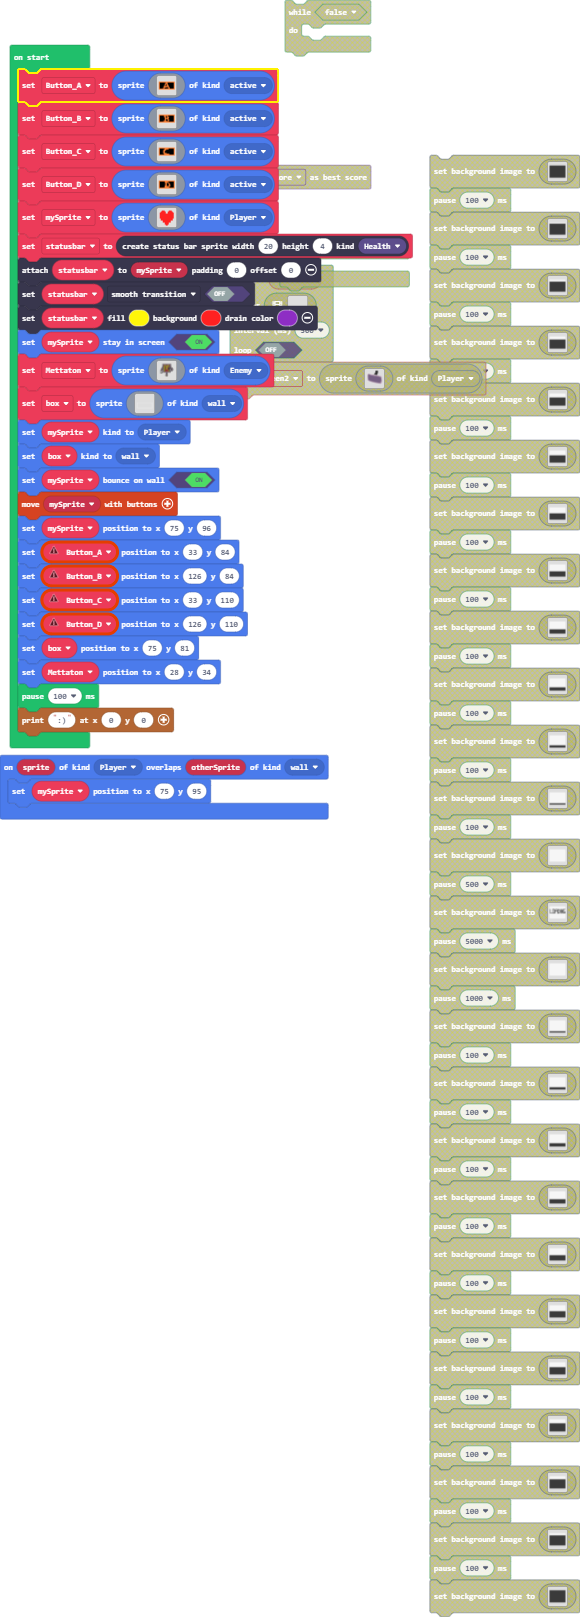 while false
do
on start
set Button_A to sprite A of kind active
set Button_B to sprite B of kind active
set Button_C to sprite C of kind active
set Button_D to sprite D of kind active
ore as best score
set mySprite to sprite of kind Player
set statusbar to create status bar sprite width 20 height 4 kind Health
attach statusbar to mySprite padding 0 offset 0
set statusbar smooth transition OFF
set statusbar fill background drain color
interval (ms) 500
set mySprite stay in screen ON
loop OFF
set Mettaton to sprite of kind Enemy
en2 to sprite of kind Player
set box to sprite of kind wall
set mySprite kind to Player
set box kind to wall
set mySprite bounce on wall ON
move mySprite with buttons
set mySprite position to x 75 y 96
set Button_A position to x 33 y 84
set Button_B position to x 126 y 84
set Button_C position to x 33 y 110
set Button_D position to x 126 y 110
set box position to x 75 y 81
set Mettaton position to x 28 y 34
pause 100 ms
print ":)" at x 0 y 0
on sprite of kind Player overlaps otherSprite of kind wall
set mySprite position to x 75 y 95
set background image to
pause 100 ms
set background image to
pause 100 ms
set background image to
pause 100 ms
set background image to
set background image to
pause 100 ms
set background image to
pause 100 ms
set background image to
pause 100 ms
set background image to
pause 100 ms
set background image to
pause 100 ms
set background image to
pause 100 ms
set background image to
pause 100 ms
set background image to
pause 100 ms
set background image to
pause 500 ms
set background image to
pause 5000 ms
set background image to
pause 1000 ms
set background image to
pause 100 ms
set background image to
pause 100 ms
set background image to
pause 100 ms
set background image to
pause 100 ms
set background image to
pause 100 ms
set background image to
pause 100 ms
set background image to
pause 100 ms
set background image to
pause 100 ms
set background image to
pause 100 ms
set background image to
pause 100 ms
set background image to